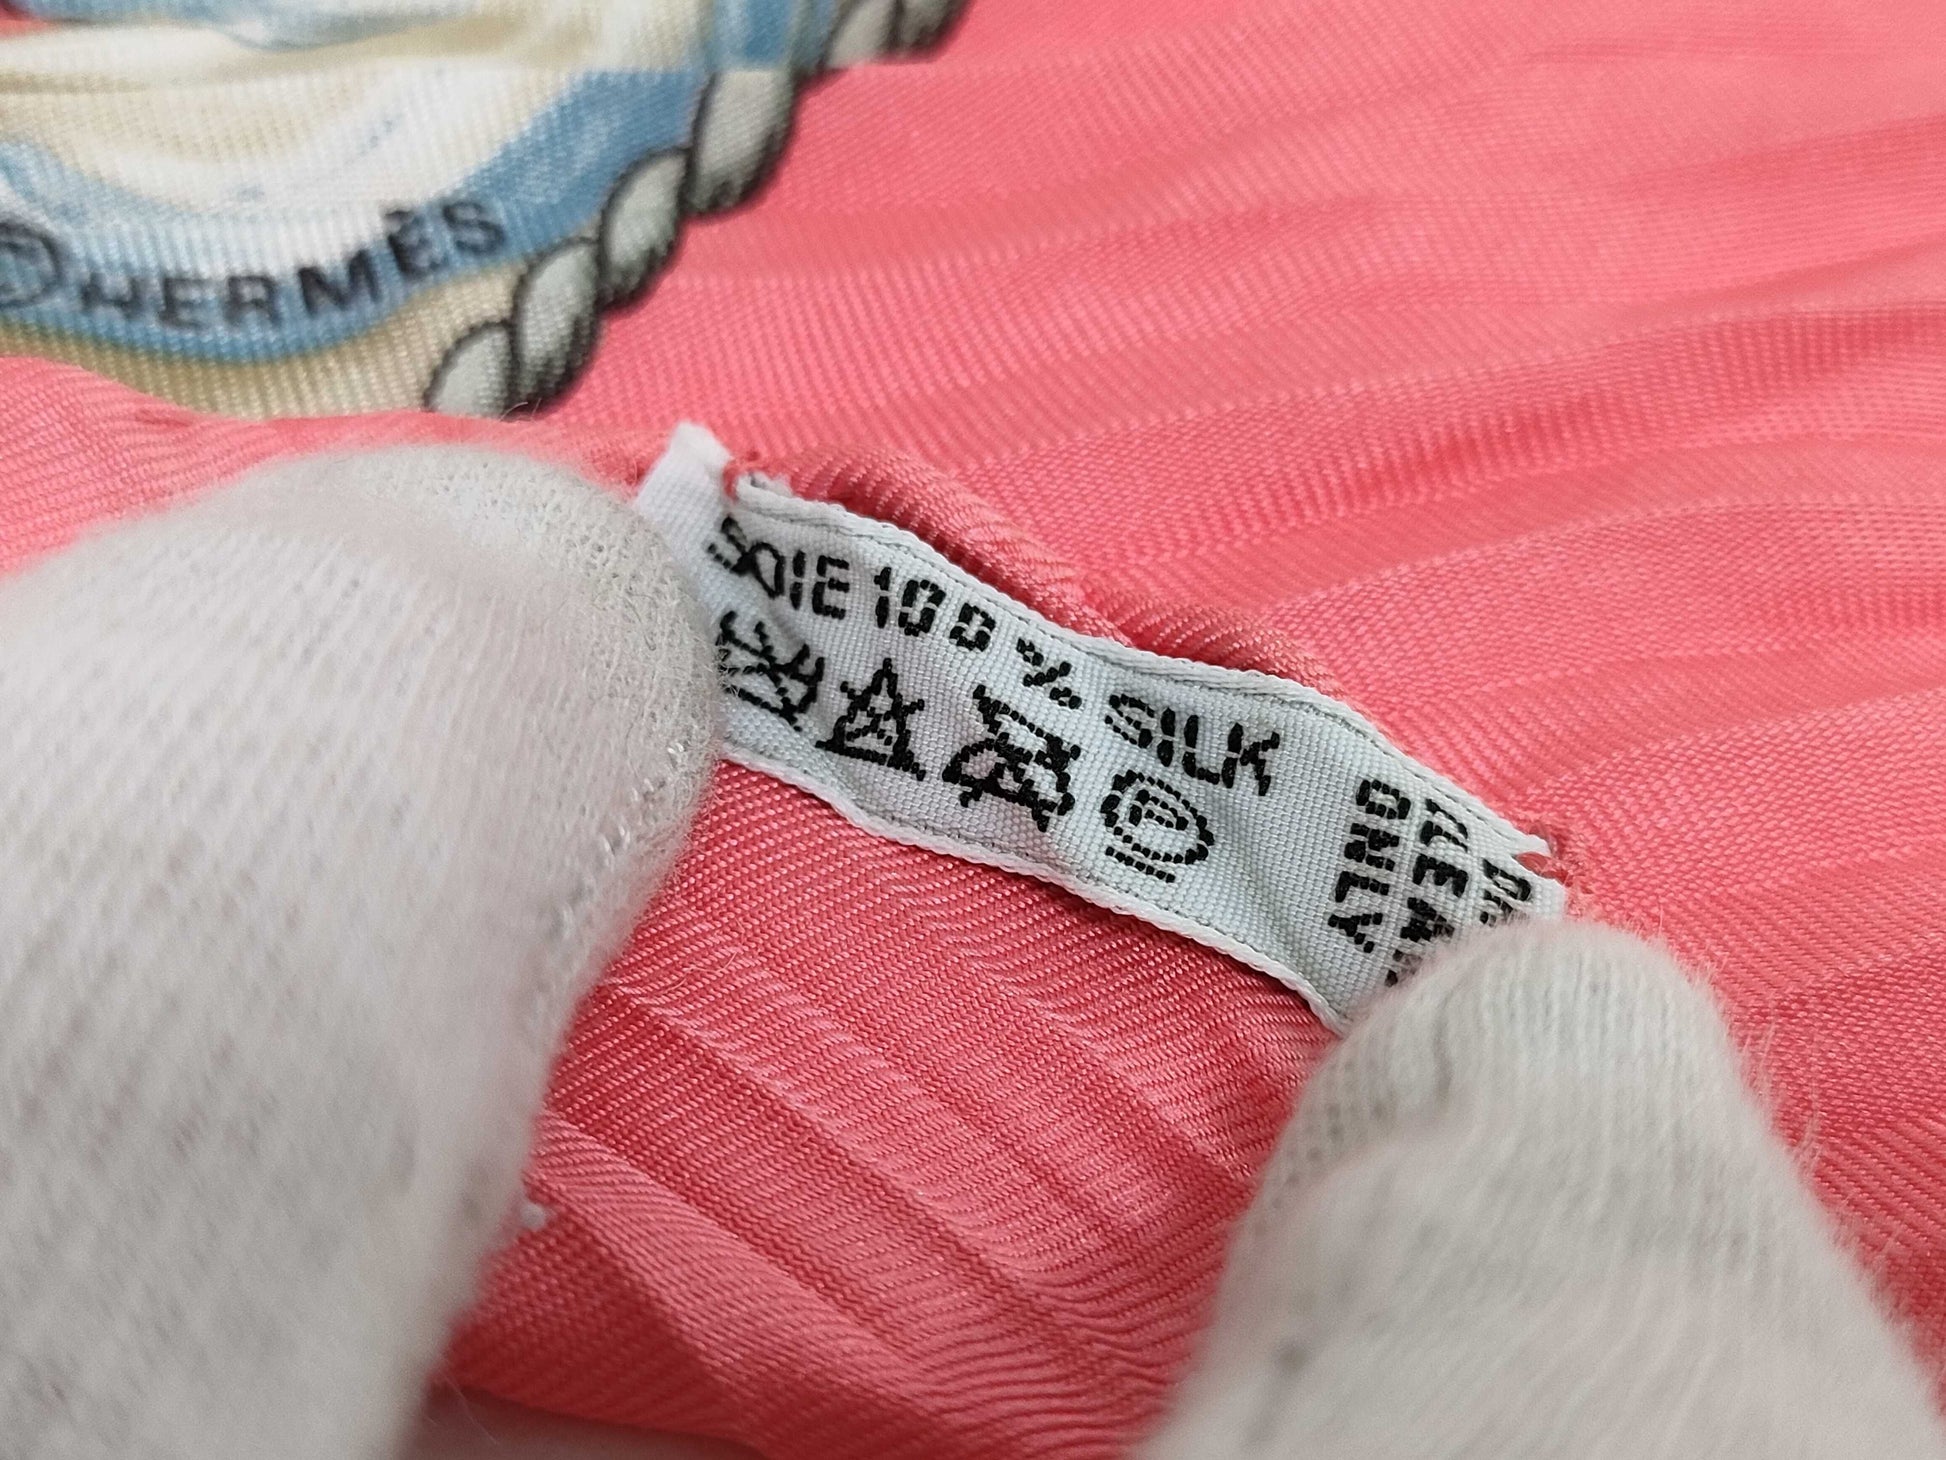 ©HERMÈS
SOIE 100% SILK
Ⓟ
ONLY